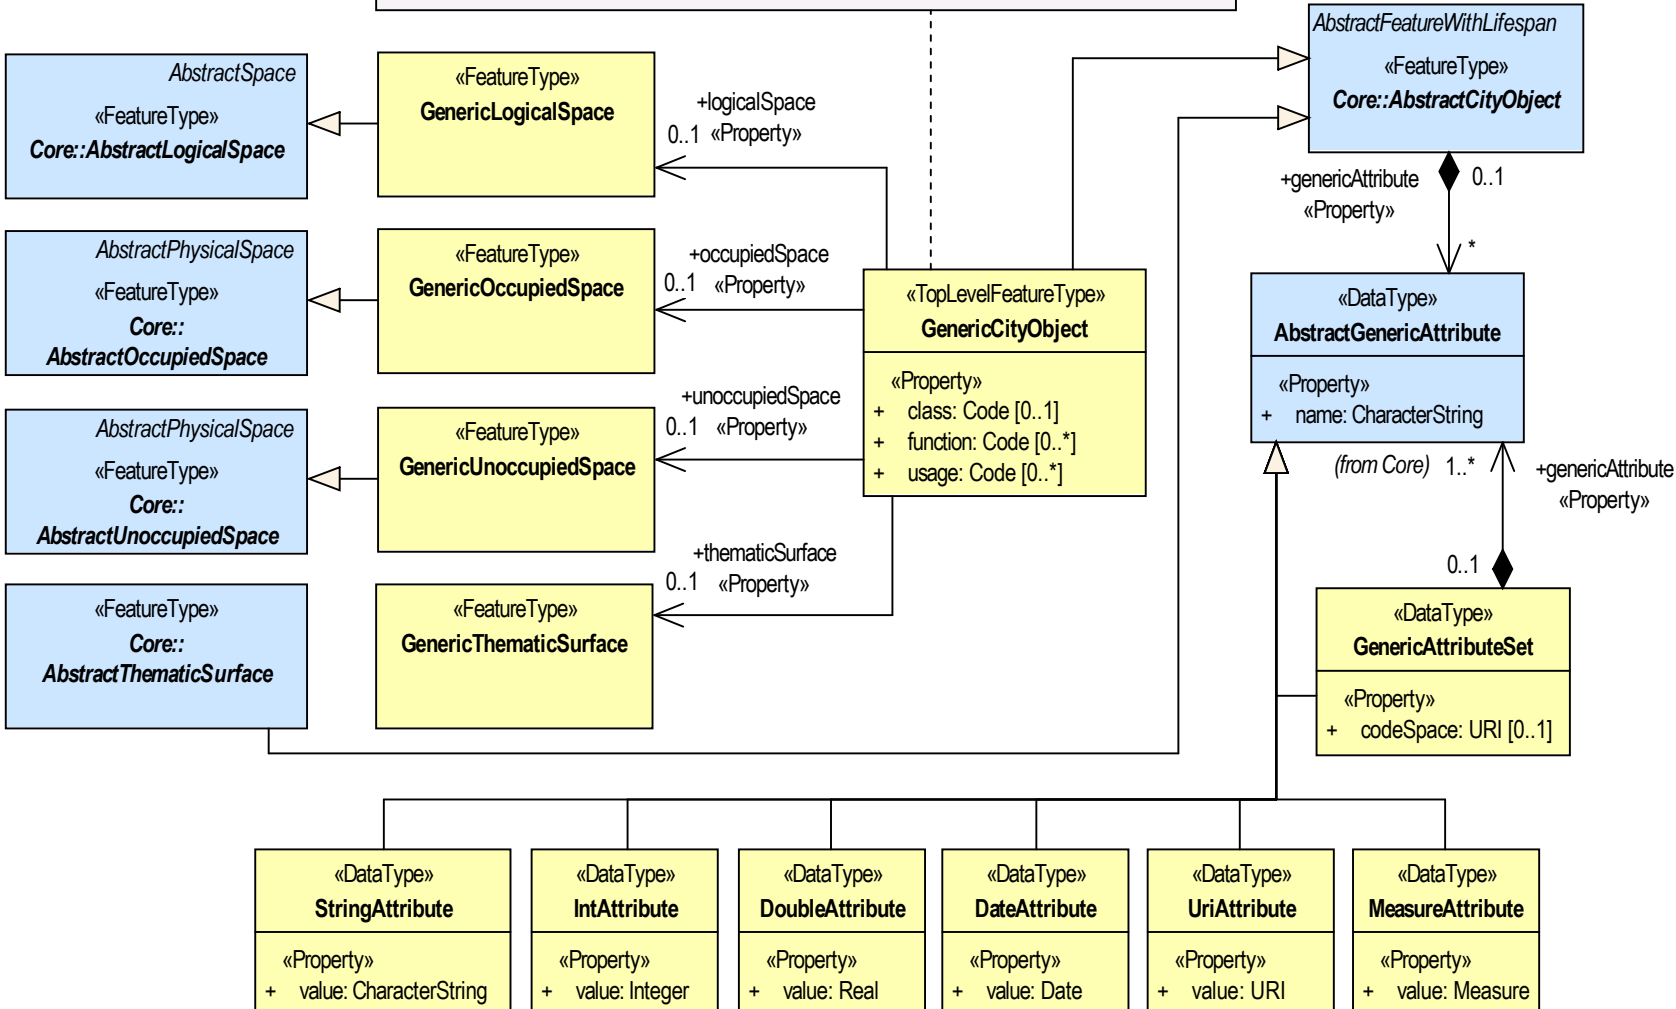 AbstractSpace
«FeatureType»
Core::AbstractLogicalSpace
«FeatureType»
GenericLogicalSpace
+logicalSpace
0..1 «Property»
AbstractFeatureWithLifespan
«FeatureType»
Core::AbstractCityObject
+genericAttribute 0..1
«Property»
*
AbstractPhysicalSpace
«FeatureType»
Core::
AbstractOccupiedSpace
«FeatureType»
GenericOccupiedSpace
+occupiedSpace
0..1 «Property»
«TopLevelFeatureType»
GenericCityObject
«Property»
+ class: Code [0..1]
+ function: Code [0..*]
+ usage: Code [0..*]
«DataType»
AbstractGenericAttribute
«Property»
+ name: CharacterString
(from Core) 1..* +genericAttribute
«Property»
0..1
AbstractPhysicalSpace
«FeatureType»
Core::
AbstractUnoccupiedSpace
«FeatureType»
GenericUnoccupiedSpace
+unoccupiedSpace
0..1 «Property»
«FeatureType»
Core::
AbstractThematicSurface
«FeatureType»
GenericThematicSurface
+thematicSurface
0..1 «Property»
«DataType»
GenericAttributeSet
«Property»
+ codeSpace: URI [0..1]
«DataType»
StringAttribute
«Property»
+ value: CharacterString
«DataType»
IntAttribute
«Property»
+ value: Integer
«DataType»
DoubleAttribute
«Property»
+ value: Real
«DataType»
DateAttribute
«Property»
+ value: Date
«DataType»
UriAttribute
«Property»
+ value: URI
«DataType»
MeasureAttribute
«Property»
+ value: Measure